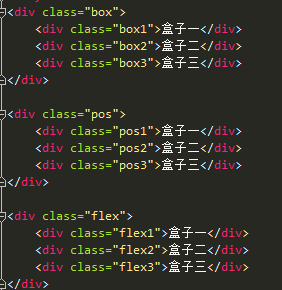 <div class="box">
<div class="box1">盒子一</div>
<div class="box2">盒子二</div>
<div class="box3">盒子三</div>
</div>
<div class="pos">
<div class="pos1">盒子一</div>
<div class="pos2">盒子二</div>
<div class="pos3">盒子三</div>
</div>
<div class="flex">
<div class="flex1">盒子一</div>
<div class="flex2">盒子二</div>
<div class="flex3">盒子三</div>
</div>